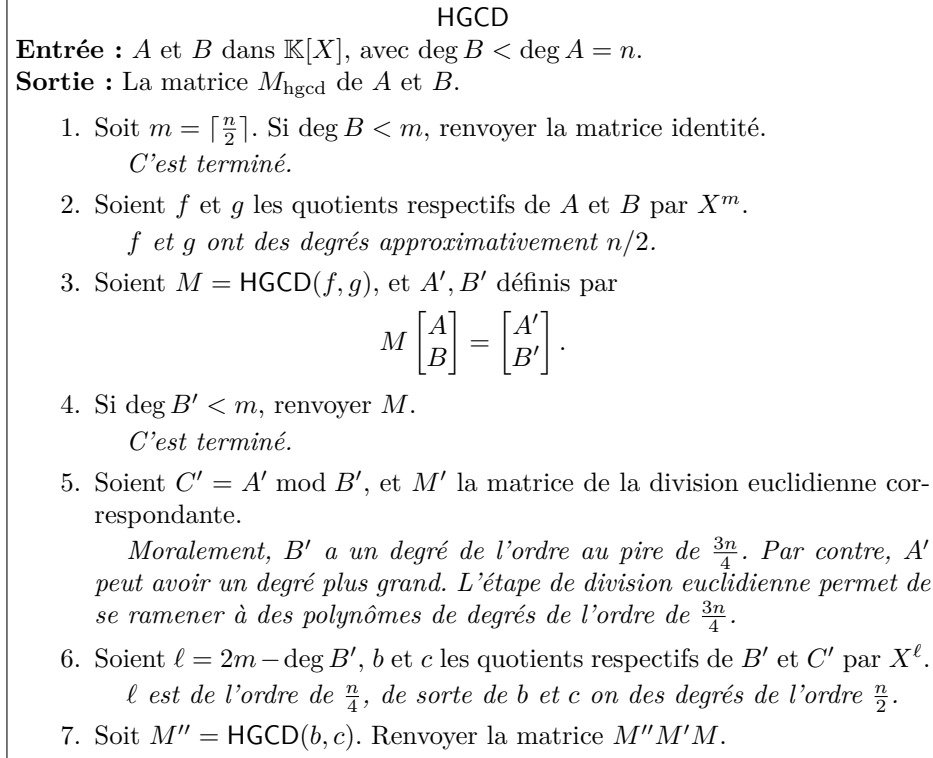 HGCD
Entrée : A et B dans 𝕂[X], avec deg B < deg A = n.
Sortie : La matrice M_hgcd de A et B.
1. Soit m = ⌈n/2⌉. Si deg B < m, renvoyer la matrice identité.
C'est terminé.
2. Soient f et g les quotients respectifs de A et B par X^m.
f et g ont des degrés approximativement n/2.
3. Soient M = HGCD(f, g), et A′, B′ définis par
M [A B] = [A′ B′] .
4. Si deg B′ < m, renvoyer M.
C'est terminé.
5. Soient C′ = A′ mod B′, et M′ la matrice de la division euclidienne cor-
respondante.
Moralement, B′ a un degré de l'ordre au pire de 3n/4. Par contre, A′
peut avoir un degré plus grand. L'étape de division euclidienne permet de
se ramener à des polynômes de degrés de l'ordre de 3n/4.
6. Soient ℓ = 2m − deg B′, b et c les quotients respectifs de B′ et C′ par X^ℓ.
ℓ est de l'ordre de n/4, de sorte de b et c on des degrés de l'ordre n/2.
7. Soit M″ = HGCD(b, c). Renvoyer la matrice M″M′M.